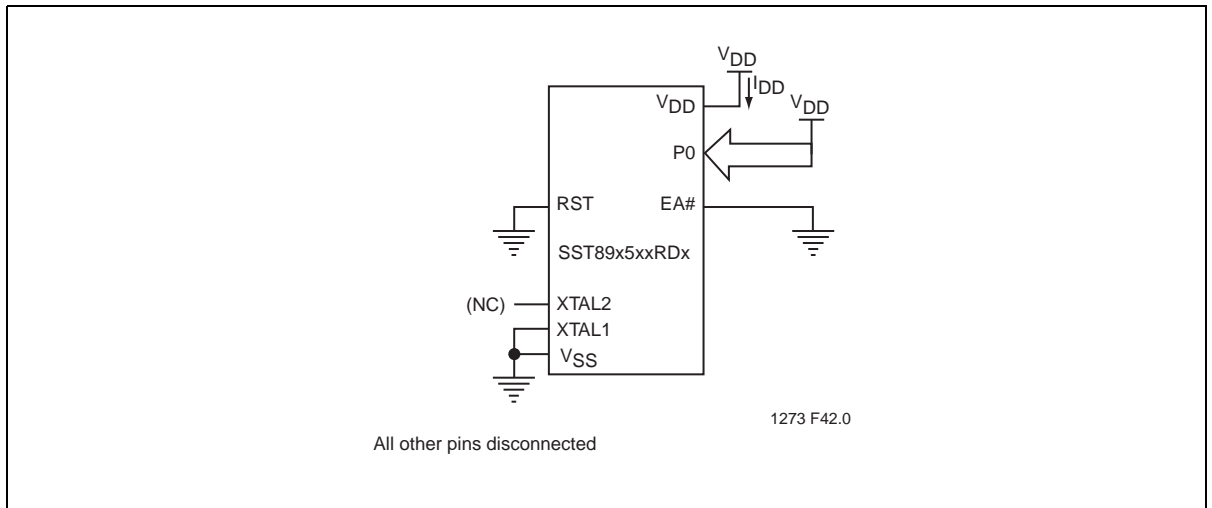 VDD
IDD
VDD
VDD
P0
RST EA#
SST89x5xxRDx
(NC) XTAL2
XTAL1
VSS
1273 F42.0
All other pins disconnected